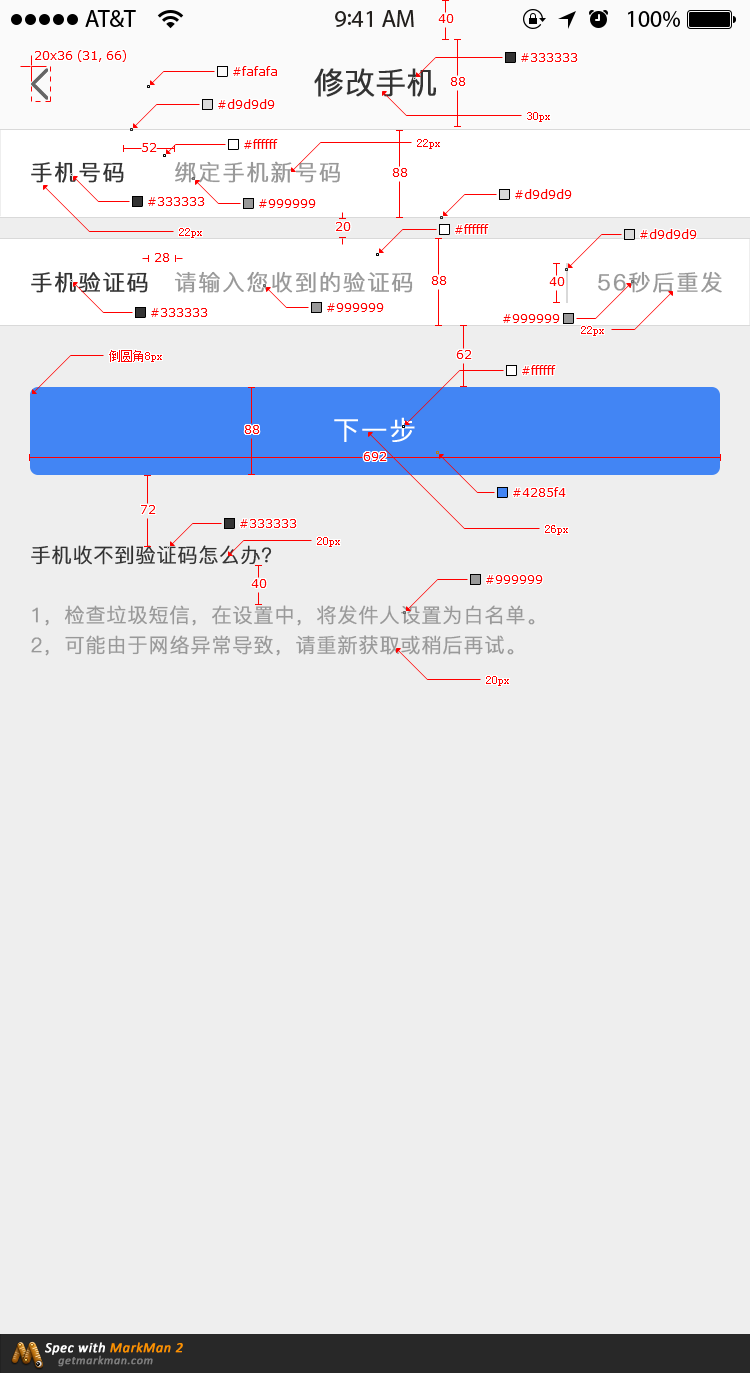 AT&T 9:41 AM 100%
40
20x36 (31, 66)
#333333
#fafafa
修改手机
88
#d9d9d9
30px
52
#ffffff
22px
手机号码 绑定手机新号码
88
#d9d9d9
#333333
#999999
20
22px
#ffffff
#d9d9d9
28
手机验证码 请输入您收到的验证码 56秒后重发
88
40
#999999
#333333
#999999
22px
倒圆角8px
62
#ffffff
下一步
88
692
#4285f4
72
#333333
26px
20px
手机收不到验证码怎么办?
40
#999999
1，检查垃圾短信，在设置中，将发件人设置为白名单。
2，可能由于网络异常导致，请重新获取或稍后再试。
20px
Spec with MarkMan 2
getmarkman.com